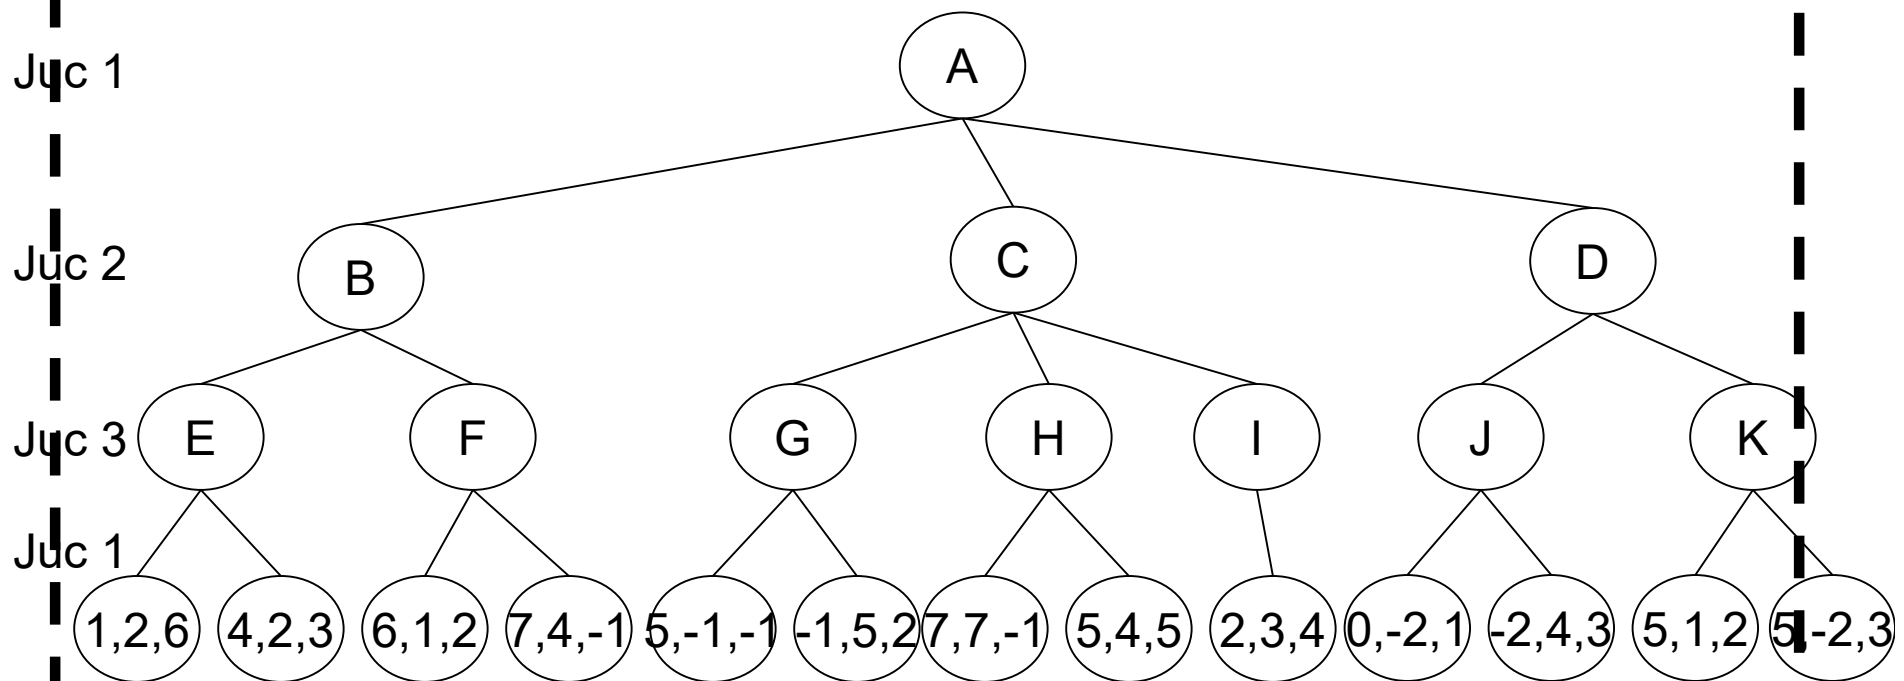 Juc 1
A
Juc 2
B
C
D
Juc 3
E
F
G
H
I
J
K
Juc 1
1,2,6
4,2,3
6,1,2
7,4,-1
5,-1,-1
-1,5,2
7,7,-1
5,4,5
2,3,4
0,-2,1
-2,4,3
5,1,2
5,-2,3